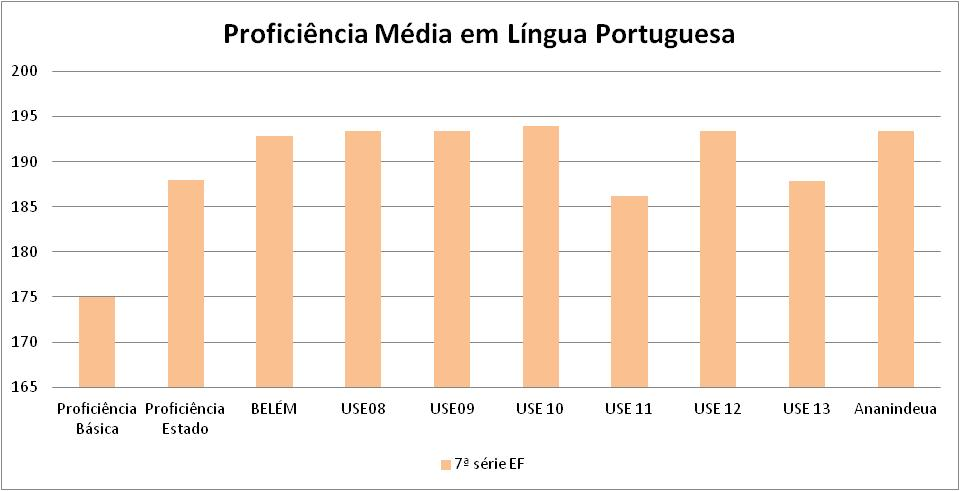 Proficiência Média em Língua Portuguesa
200
195
190
185
180
175
170
165
Proficiência Básica
Proficiência Estado
BELÉM
USE08
USE09
USE 10
USE 11
USE 12
USE 13
Ananindeua
7ª série EF